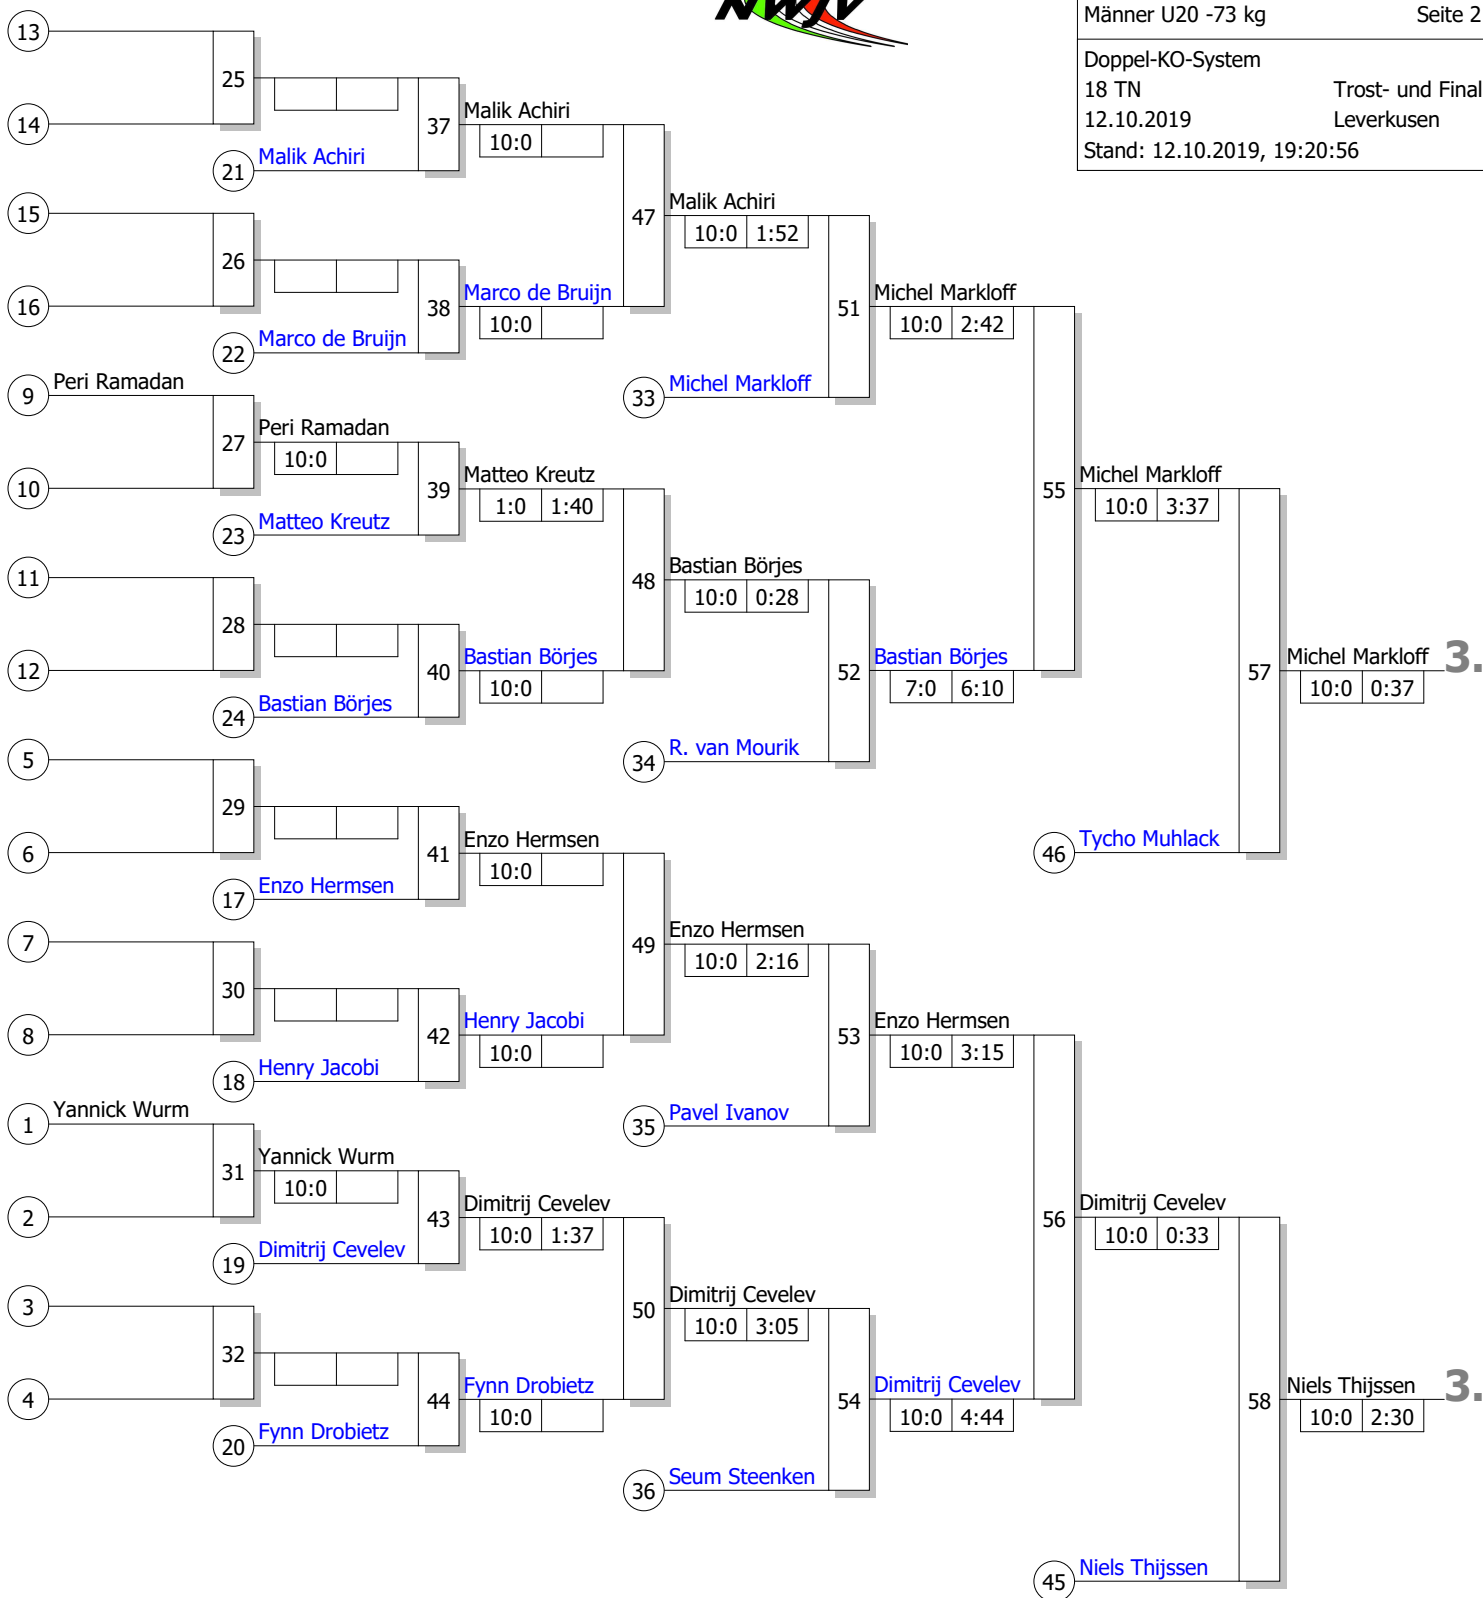 NWJV
Männer U20 -73 kg Seite 2
Doppel-KO-System
18 TN Trost- und Final
12.10.2019 Leverkusen
Stand: 12.10.2019, 19:20:56
13
25
14
37
Malik Achiri
10:0
21
Malik Achiri
47
Malik Achiri
10:0 1:52
15
26
16
38
Marco de Bruijn
10:0
22
Marco de Bruijn
51
Michel Markloff
10:0 2:42
33
Michel Markloff
9
Peri Ramadan
27
Peri Ramadan
10:0
10
39
Matteo Kreutz
1:0 1:40
23
Matteo Kreutz
48
Bastian Börjes
10:0 0:28
11
28
12
40
Bastian Börjes
10:0
24
Bastian Börjes
52
Bastian Börjes
7:0 6:10
34
R. van Mourik
55
Michel Markloff
10:0 3:37
57
Michel Markloff
3.
10:0 0:37
46
Tycho Muhlack
5
29
6
41
Enzo Hermsen
10:0
17
Enzo Hermsen
49
Enzo Hermsen
10:0 2:16
7
30
8
42
Henry Jacobi
10:0
18
Henry Jacobi
53
Enzo Hermsen
10:0 3:15
35
Pavel Ivanov
1
Yannick Wurm
31
Yannick Wurm
10:0
2
43
Dimitrij Cevelev
10:0 1:37
19
Dimitrij Cevelev
50
Dimitrij Cevelev
10:0 3:05
3
32
4
44
Fynn Drobietz
10:0
20
Fynn Drobietz
54
Dimitrij Cevelev
10:0 4:44
36
Seum Steenken
56
Dimitrij Cevelev
10:0 0:33
58
Niels Thijssen
3.
10:0 2:30
45
Niels Thijssen